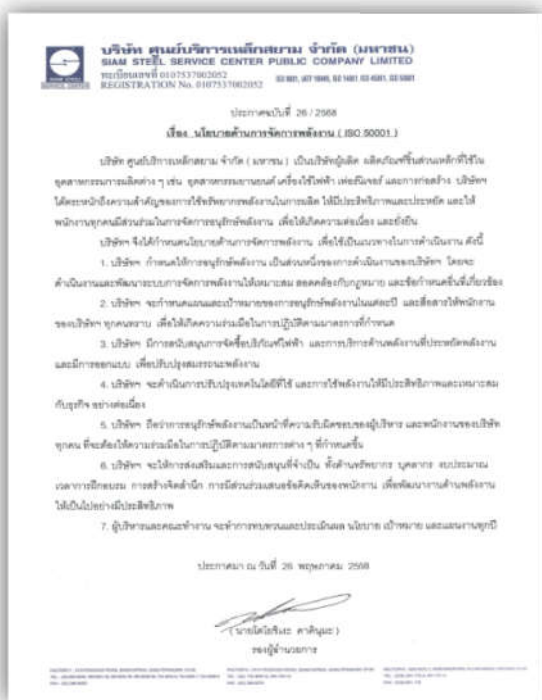 บริษัท ศูนย์บริการเหล็กสยาม จำกัด (มหาชน)
SIAM STEEL SERVICE CENTER PUBLIC COMPANY LIMITED
ทะเบียนเลขที่ 0107537002052
REGISTRATION No. 0107537002052
SIAM STEEL
SERVICE CENTER
ประกาศฉบับที่ 26 / 2568
เรื่อง นโยบายด้านการจัดการพลังงาน ( ISO 50001 )
บริษัท ศูนย์บริการเหล็กสยาม จำกัด ( มหาชน ) เป็นบริษัทผู้ผลิต ผลิตภัณฑ์ชิ้นส่วนเหล็กที่ใช้ใน
อุตสาหกรรมการผลิตต่าง ๆ เช่น อุตสาหกรรมยานยนต์ เครื่องใช้ไฟฟ้า เฟอร์นิเจอร์ และการก่อสร้าง บริษัทฯ
ได้ตระหนักถึงความสำคัญของการใช้ทรัพยากรพลังงานในการผลิต ให้มีประสิทธิภาพและประหยัด และให้
พนักงานทุกคนมีส่วนร่วมในการจัดการอนุรักษ์พลังงาน เพื่อให้เกิดความต่อเนื่อง และยั่งยืน
บริษัทฯ จึงได้กำหนดนโยบายด้านการจัดการพลังงาน เพื่อใช้เป็นแนวทางในการดำเนินงาน ดังนี้
1. บริษัทฯ กำหนดให้การอนุรักษ์พลังงาน เป็นส่วนหนึ่งของการดำเนินงานของบริษัทฯ โดยจะ
ดำเนินงานและพัฒนาระบบการจัดการพลังงานให้เหมาะสม สอดคล้องกับกฎหมาย และข้อกำหนดอื่นที่เกี่ยวข้อง
2. บริษัทฯ จะกำหนดแผนและเป้าหมายของการอนุรักษ์พลังงานในแต่ละปี และสื่อสารให้พนักงาน
ของบริษัทฯ ทุกคนทราบ เพื่อให้เกิดความร่วมมือในการปฏิบัติตามมาตรการที่กำหนด
3. บริษัทฯ มีการสนับสนุนการจัดซื้อบริภัณฑ์ไฟฟ้า และการบริการด้านพลังงานที่ประหยัดพลังงาน
และมีการออกแบบ เพื่อปรับปรุงสมรรถนะพลังงาน
4. บริษัทฯ จะดำเนินการปรับปรุงเทคโนโลยีที่ใช้ และการใช้พลังงานให้มีประสิทธิภาพและเหมาะสม
กับธุรกิจ อย่างต่อเนื่อง
5. บริษัทฯ ถือว่าการอนุรักษ์พลังงานเป็นหน้าที่ความรับผิดชอบของผู้บริหาร และพนักงานของบริษัท
ทุกคน ที่จะต้องให้ความร่วมมือในการปฏิบัติตามมาตรการต่าง ๆ ที่กำหนดขึ้น
6. บริษัทฯ จะให้การส่งเสริมและการสนับสนุนที่จำเป็น ทั้งด้านทรัพยากร บุคลากร งบประมาณ
เวลาการฝึกอบรม การสร้างจิตสำนึก การมีส่วนร่วมเสนอข้อคิดเห็นของพนักงาน เพื่อพัฒนางานด้านพลังงาน
ให้เป็นไปอย่างมีประสิทธิภาพ
7. ผู้บริหารและคณะทำงาน จะทำการทบทวนและประเมินผล นโยบาย เป้าหมาย และแผนงานทุกปี
ประกาศมา ณ วันที่ 26 พฤษภาคม 2568
( นายโตโยชิเงะ คาคินุมะ )
รองผู้อำนวยการ